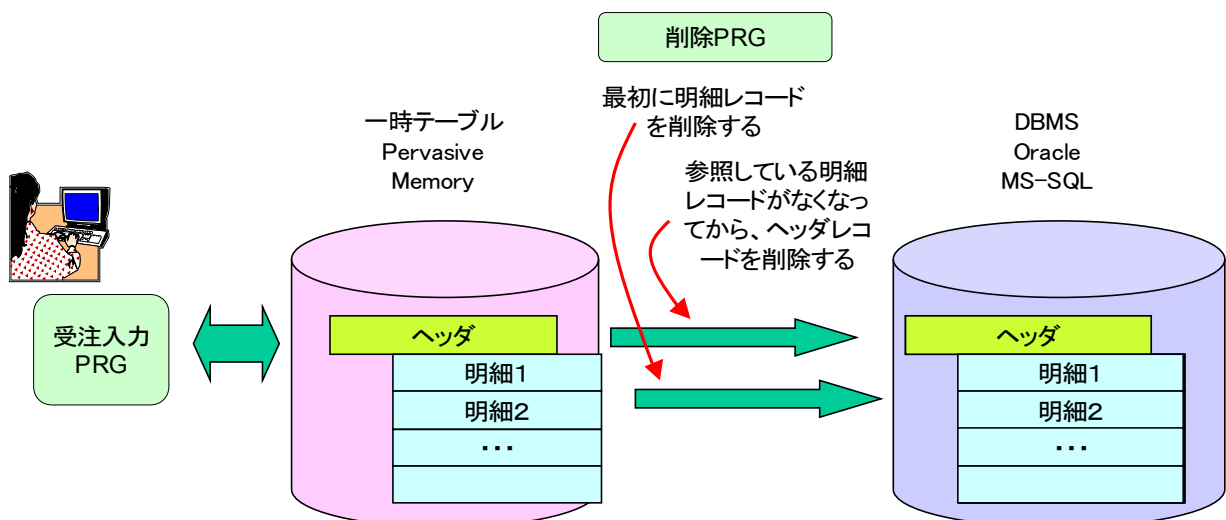 削除PRG
最初に明細レコード
を削除する
一時テーブル
Pervasive
Memory
DBMS
Oracle
MS-SQL
参照している明細
レコードがなくなっ
てから、ヘッダレコ
ードを削除する
受注入力
PRG
ヘッダ
明細1
明細2
・・・
ヘッダ
明細1
明細2
・・・